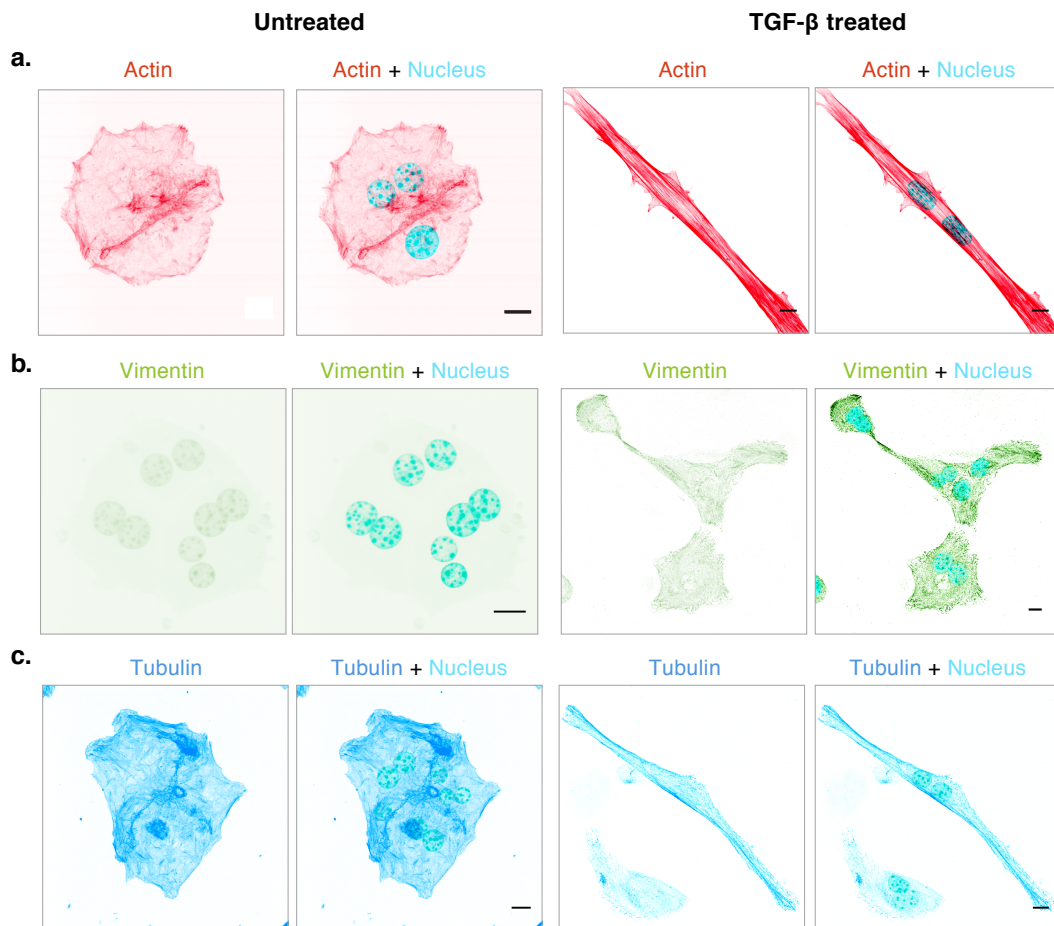 Untreated
TGF-β treated
a.
Actin
Actin + Nucleus
Actin
Actin + Nucleus
b.
Vimentin
Vimentin + Nucleus
Vimentin
Vimentin + Nucleus
c.
Tubulin
Tubulin + Nucleus
Tubulin
Tubulin + Nucleus